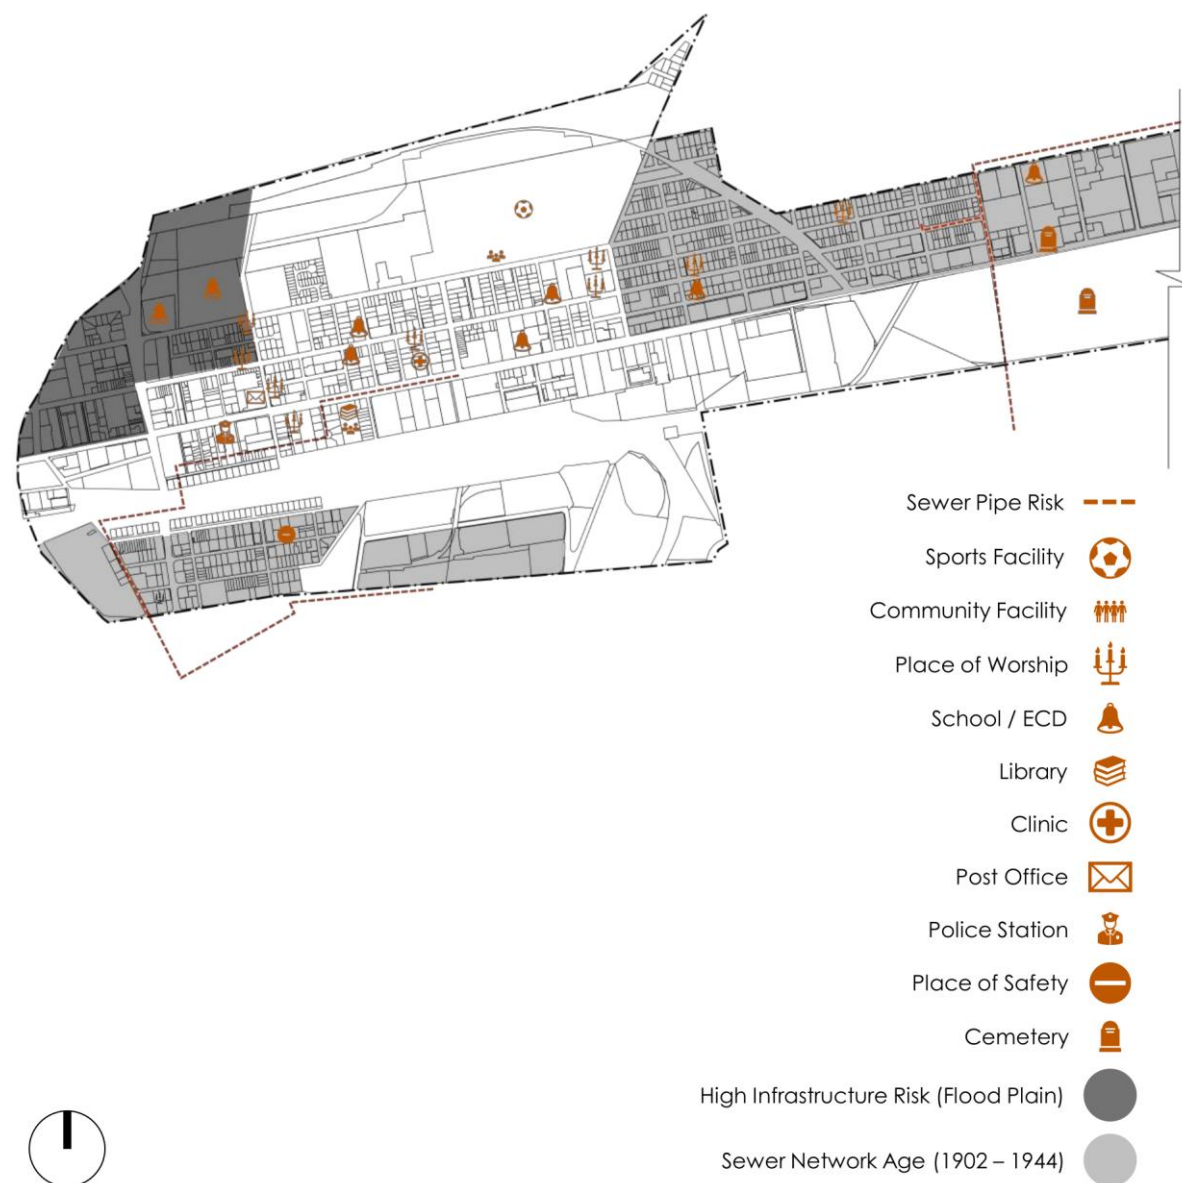 Sewer Pipe Risk
Sports Facility
Community Facility
Place of Worship
School / ECD
Library
Clinic
Post Office
Police Station
Place of Safety
Cemetery
High Infrastructure Risk (Flood Plain)
Sewer Network Age (1902 – 1944)